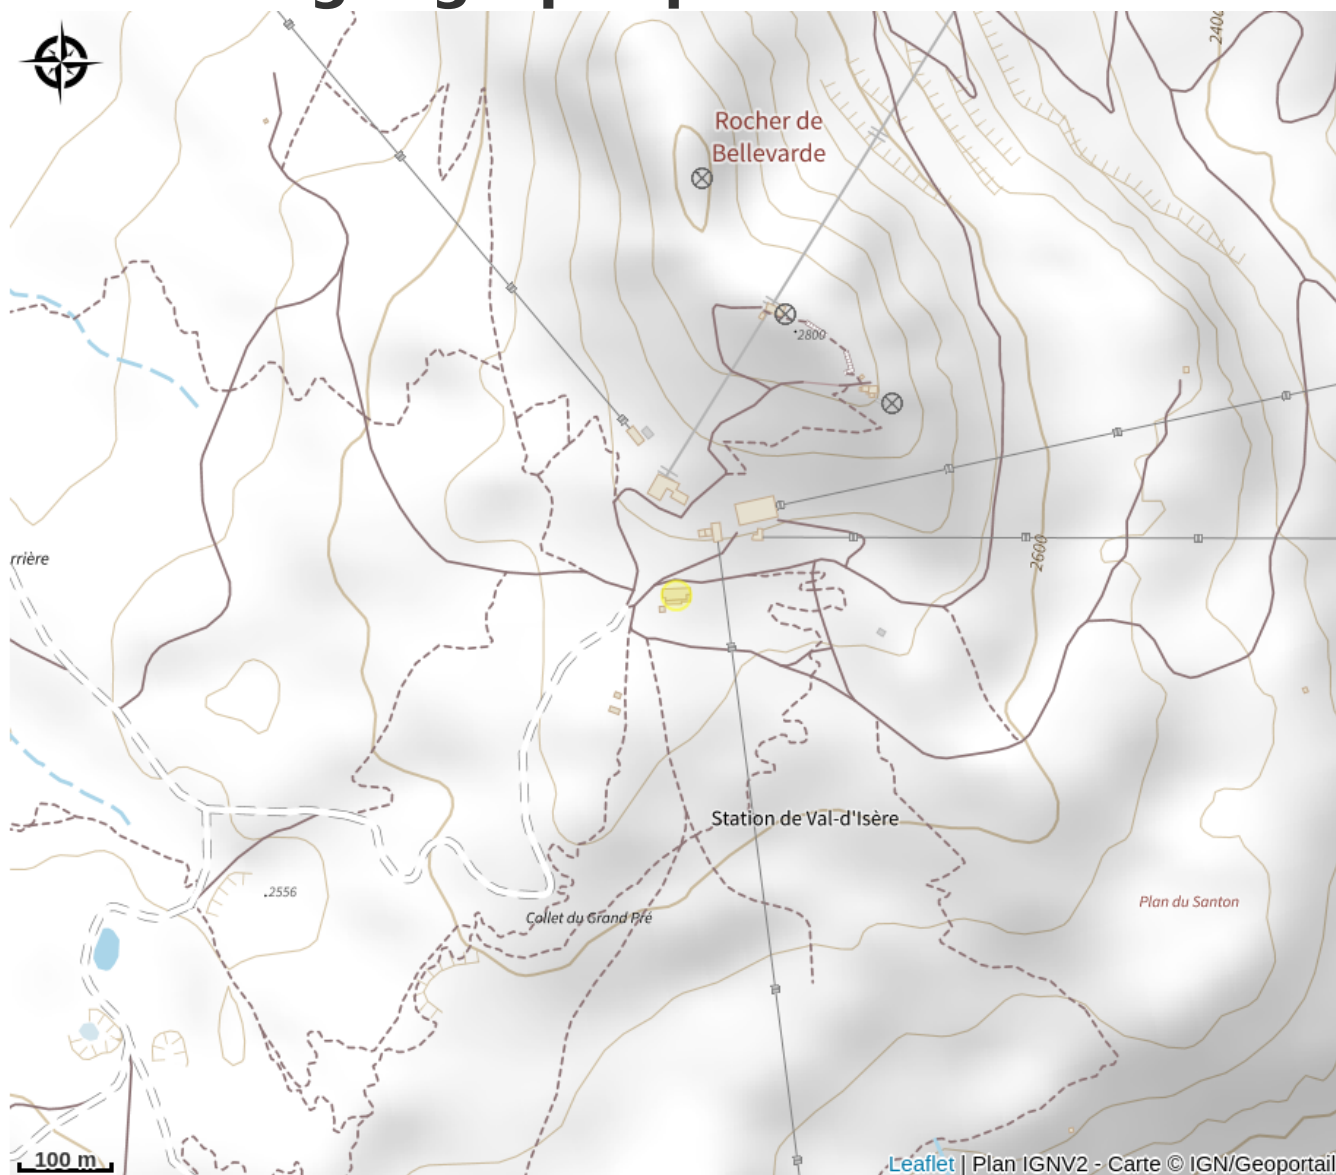 2400
Rocher de
Bellevarde
2800
rrière
2600
Station de Val-d'Isère
2556
Collet du Grand Pré
Plan du Santon
100 m
Leaflet | Plan IGNV2 - Carte © IGN/Geoportail